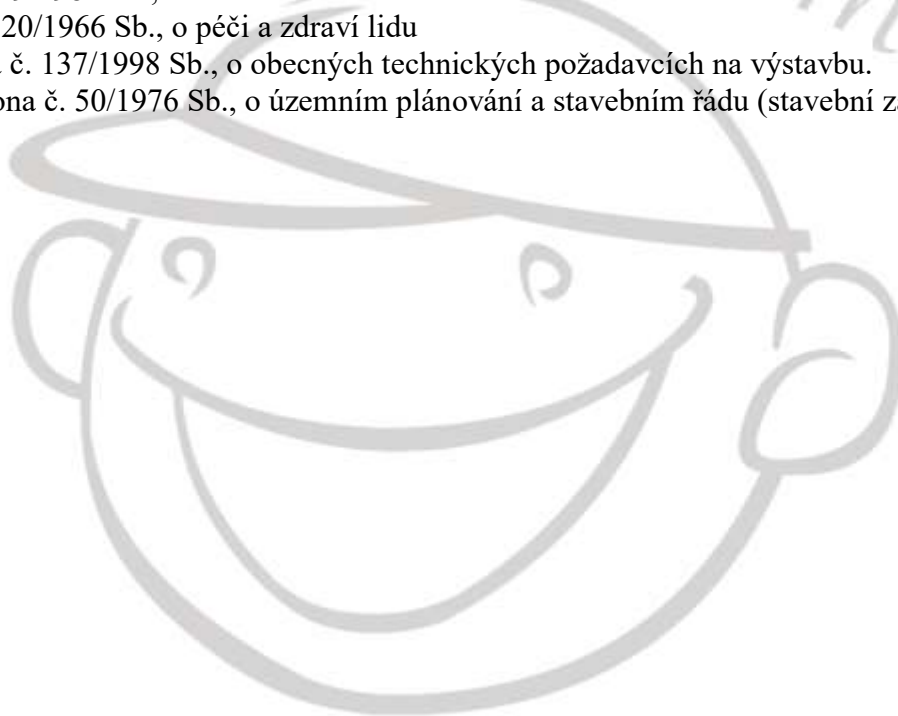 20/1966 Sb., o péči a zdraví lidu
č. 137/1998 Sb., o obecných technických požadavcích na výstavbu.
ona č. 50/1976 Sb., o územním plánování a stavebním řádu (stavební zá